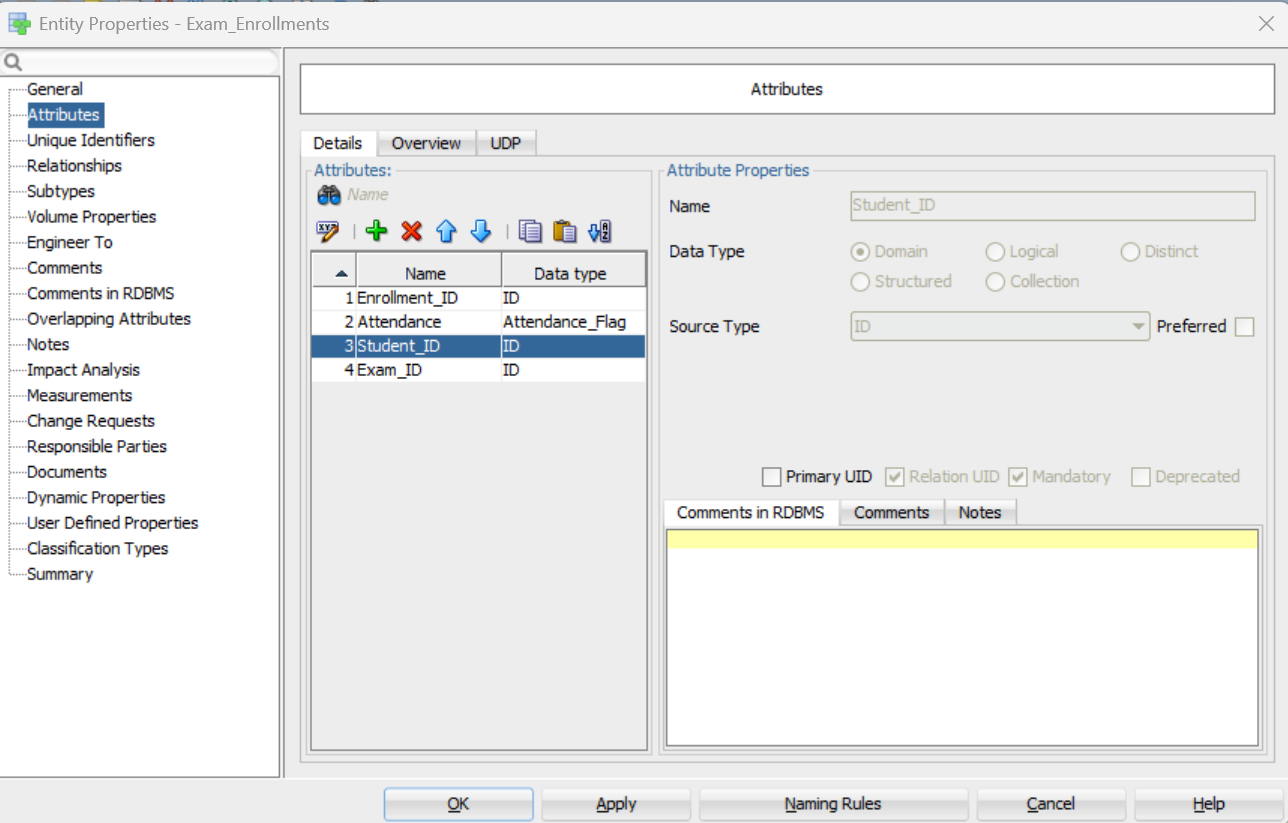 Entity Properties - Exam_Enrollments
General
Attributes
Unique Identifiers
Relationships
Subtypes
Volume Properties
Engineer To
Comments
Comments in RDBMS
Overlapping Attributes
Notes
Impact Analysis
Measurements
Change Requests
Responsible Parties
Documents
Dynamic Properties
User Defined Properties
Classification Types
Summary
Attributes
Details Overview UDP
Attributes:
Name
Name Data type
1 Enrollment_ID ID
2 Attendance Attendance_Flag
3 Student_ID ID
4 Exam_ID ID
Attribute Properties
Name Student_ID
Data Type Domain Logical Distinct
Structured Collection
Source Type ID Preferred
Primary UID Relation UID Mandatory Deprecated
Comments in RDBMS Comments Notes
OK Apply Naming Rules Cancel Help